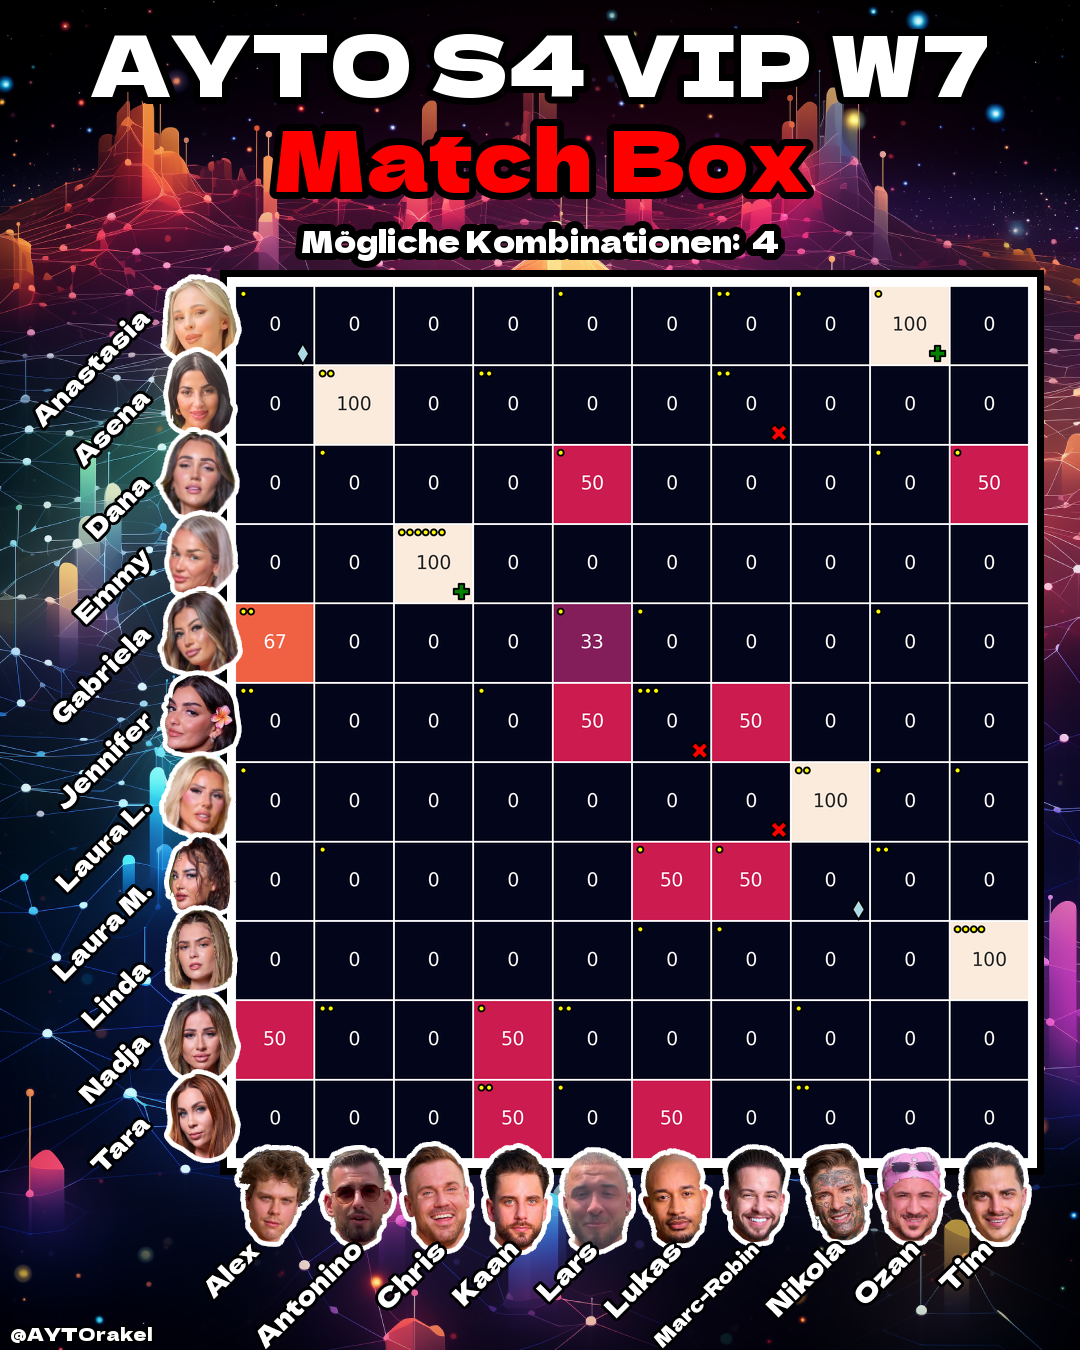 AYTO S4 VIP W7
Match Box
Mögliche Kombinationen: 4
Anastasia 0 0 0 0 0 0 0 0 100 0
Asena 0 100 0 0 0 0 0 0 0 0
Dana 0 0 0 0 50 0 0 0 0 50
Emmy 0 0 100 0 0 0 0 0 0 0
Gabriela 67 0 0 0 33 0 0 0 0 0
Jennifer 0 0 0 0 50 0 50 0 0 0
Laura L. 0 0 0 0 0 0 0 100 0 0
Laura M. 0 0 0 0 0 50 50 0 0 0
Linda 0 0 0 0 0 0 0 0 0 100
Nadja 50 0 0 50 0 0 0 0 0 0
Tara 0 0 0 50 0 50 0 0 0 0
Alex Antonino Chris Kaan Lars Lukas Marc-Robin Nikola Ozan Tim
@AYTOrakel